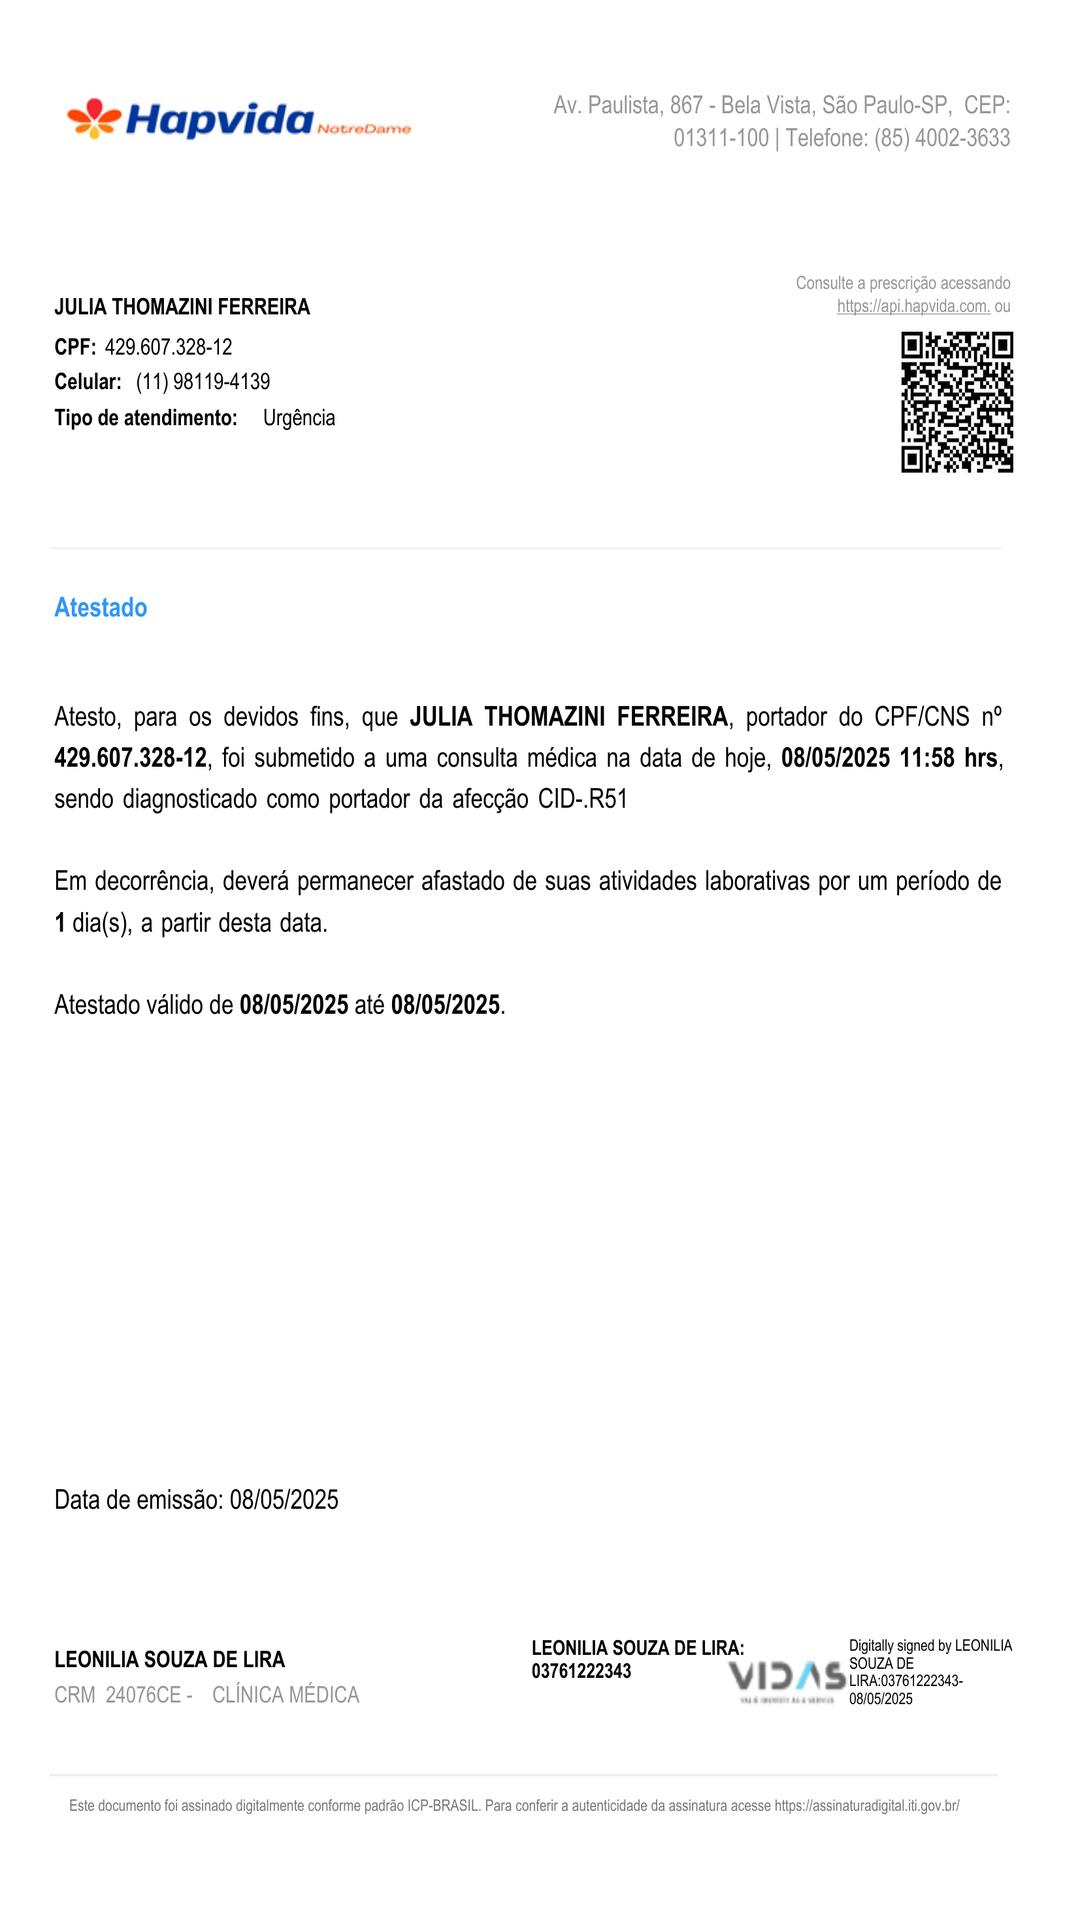 Hapvida NotreDame
Av. Paulista, 867 - Bela Vista, São Paulo-SP, CEP:
01311-100 | Telefone: (85) 4002-3633
Consulte a prescrição acessando
https://api.hapvida.com. ou
JULIA THOMAZINI FERREIRA
CPF: 429.607.328-12
Celular: (11) 98119-4139
Tipo de atendimento: Urgência
Atestado
Atesto, para os devidos fins, que JULIA THOMAZINI FERREIRA, portador do CPF/CNS nº
429.607.328-12, foi submetido a uma consulta médica na data de hoje, 08/05/2025 11:58 hrs,
sendo diagnosticado como portador da afecção CID-.R51
Em decorrência, deverá permanecer afastado de suas atividades laborativas por um período de
1 dia(s), a partir desta data.
Atestado válido de 08/05/2025 até 08/05/2025.
Data de emissão: 08/05/2025
LEONILIA SOUZA DE LIRA
CRM 24076CE - CLÍNICA MÉDICA
LEONILIA SOUZA DE LIRA:
03761222343
VIDAS
Digitally signed by LEONILIA
SOUZA DE
LIRA:03761222343-
08/05/2025
Este documento foi assinado digitalmente conforme padrão ICP-BRASIL. Para conferir a autenticidade da assinatura acesse https://assinaturadigital.iti.gov.br/